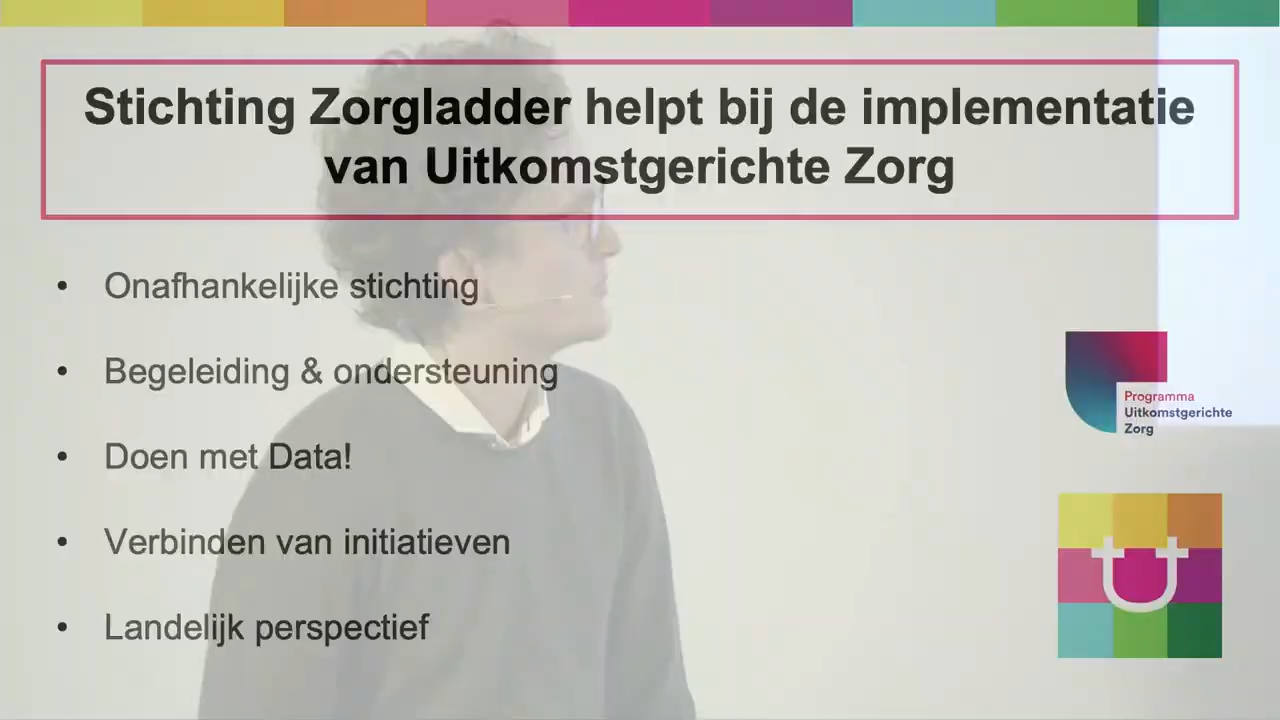 Stichting Zorgladder helpt bij de implementatie
van Uitkomstgerichte Zorg
• Onafhankelijke stichting
• Begeleiding & ondersteuning
• Doen met Data!
• Verbinden van initiatieven
• Landelijk perspectief
Programma
Uitkomstgerichte
Zorg